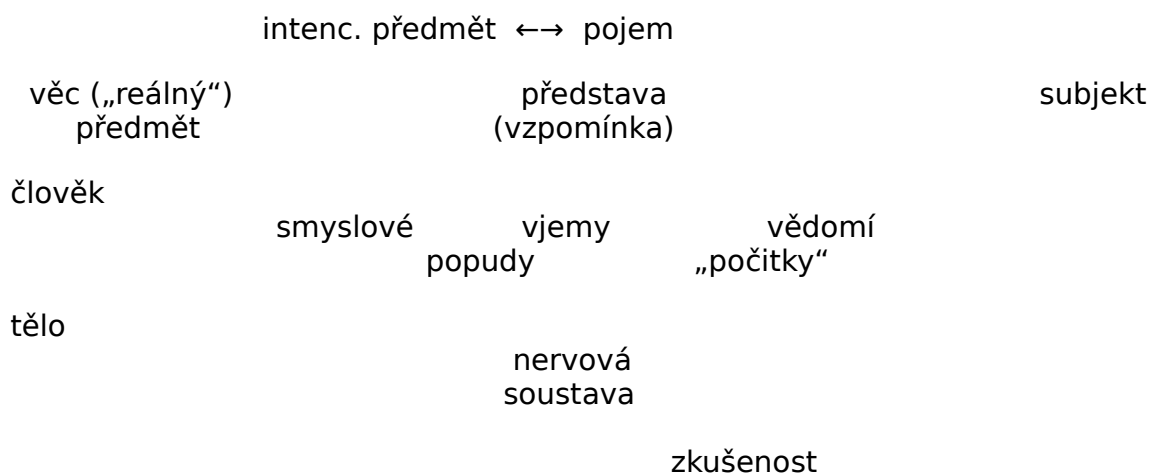 intenc. předmět ←→ pojem
věc („reálný“) představa subjekt
předmět (vzpomínka)
člověk
smyslové vjemy vědomí
popudy „počitky“
tělo
nervová
soustava
zkušenost